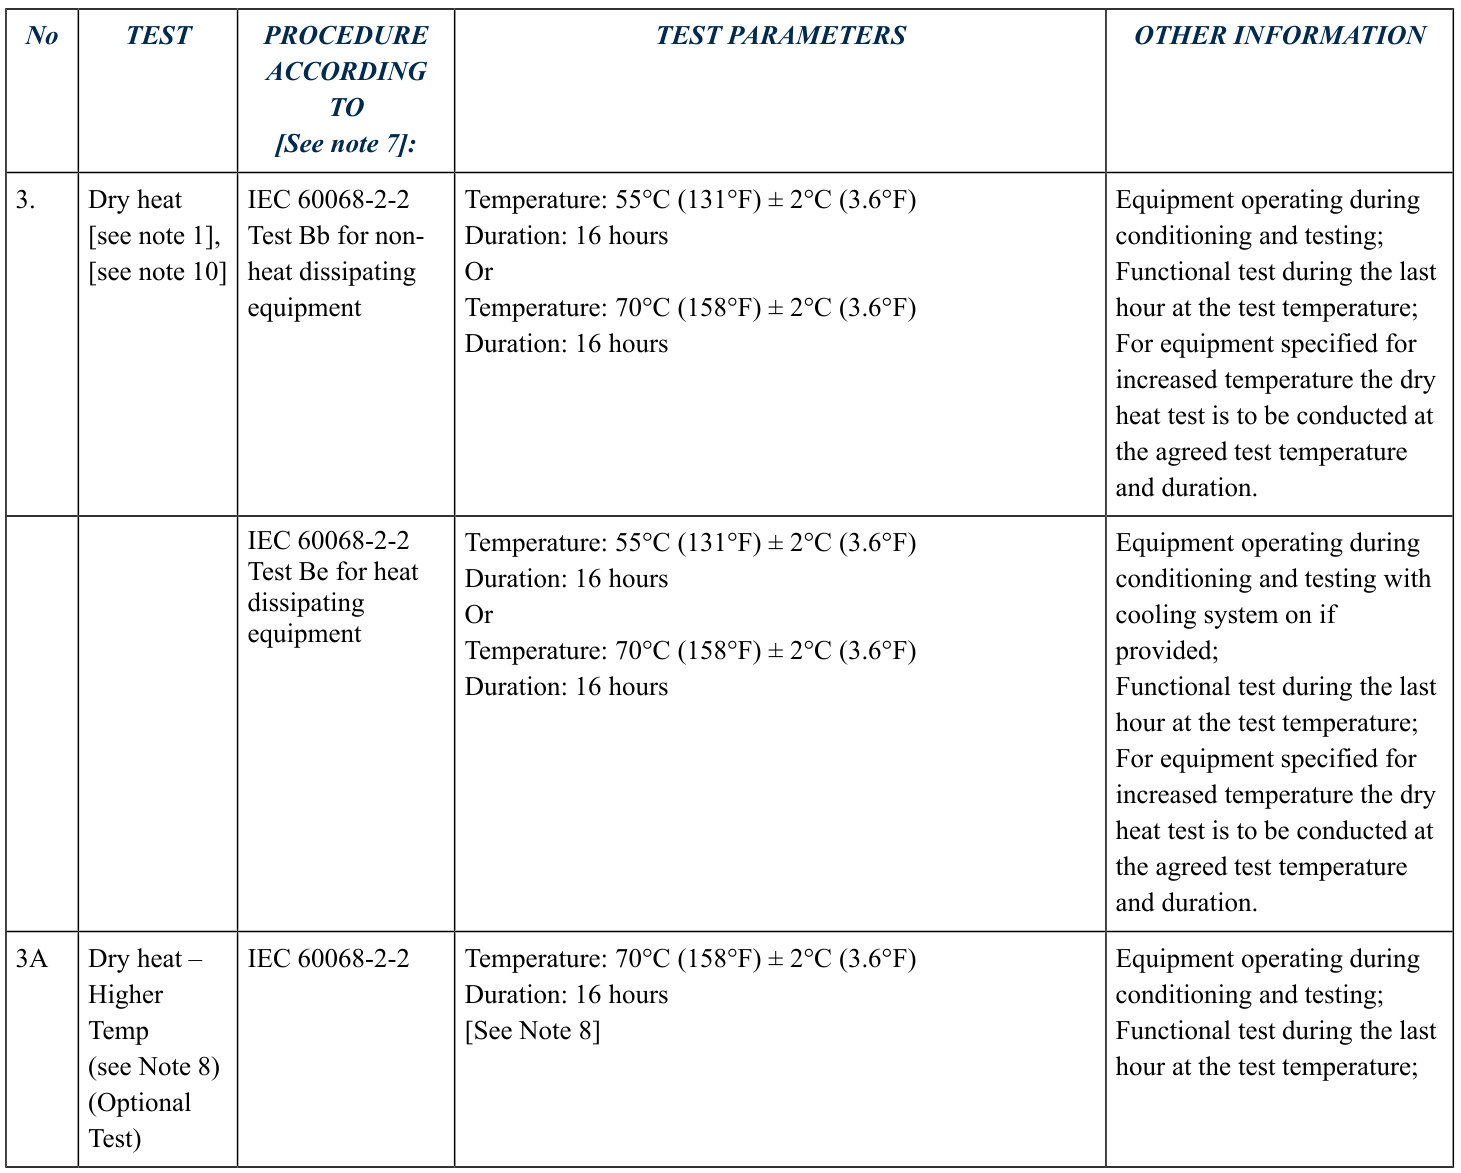 No
TEST
PROCEDURE
ACCORDING
TO
[See note 7]:
TEST PARAMETERS
OTHER INFORMATION
3.
Dry heat
[see note 1],
[see note 10]
IEC 60068-2-2
Test Bb for non-
heat dissipating
equipment
Temperature: 55°C (131°F) ± 2°C (3.6°F)
Duration: 16 hours
Or
Temperature: 70°C (158°F) ± 2°C (3.6°F)
Duration: 16 hours
Equipment operating during
conditioning and testing;
Functional test during the last
hour at the test temperature;
For equipment specified for
increased temperature the dry
heat test is to be conducted at
the agreed test temperature
and duration.
IEC 60068-2-2
Test Be for heat
dissipating
equipment
Temperature: 55°C (131°F) ± 2°C (3.6°F)
Duration: 16 hours
Or
Temperature: 70°C (158°F) ± 2°C (3.6°F)
Duration: 16 hours
Equipment operating during
conditioning and testing with
cooling system on if
provided;
Functional test during the last
hour at the test temperature;
For equipment specified for
increased temperature the dry
heat test is to be conducted at
the agreed test temperature
and duration.
3A
Dry heat –
Higher
Temp
(see Note 8)
(Optional
Test)
IEC 60068-2-2
Temperature: 70°C (158°F) ± 2°C (3.6°F)
Duration: 16 hours
[See Note 8]
Equipment operating during
conditioning and testing;
Functional test during the last
hour at the test temperature;